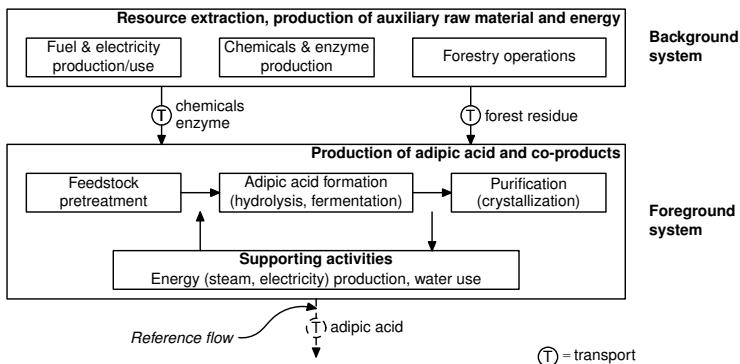 Resource extraction, production of auxiliary raw material and energy
Fuel & electricity
production/use
Chemicals & enzyme
production
Forestry operations
Background
system
T
chemicals
enzyme
T
forest residue
Production of adipic acid and co-products
Feedstock
pretreatment
Adipic acid formation
(hydrolysis, fermentation)
Purification
(crystallization)
Foreground
system
Supporting activities
Energy (steam, electricity) production, water use
Reference flow
T
adipic acid
T = transport